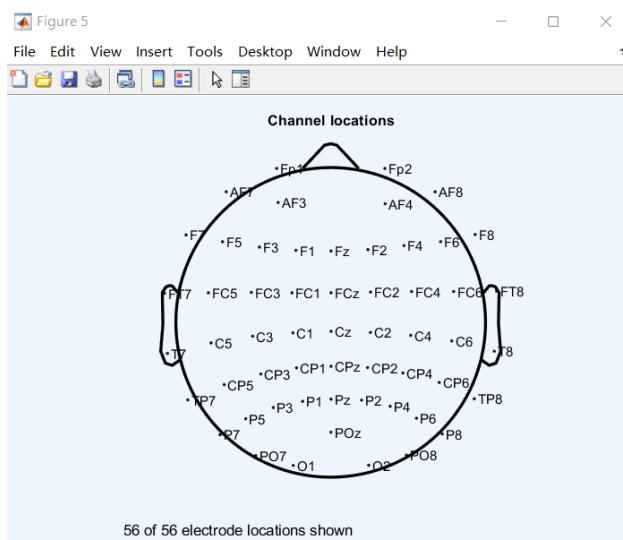 Figure 5
File Edit View Insert Tools Desktop Window Help
Channel locations
Fp1 Fp2
AF7 AF8
AF3 AF4
F7 F5 F3 F1 Fz F2 F4 F6 F8
FT7 FC5 FC3 FC1 FCz FC2 FC4 FC6 FT8
C5 C3 C1 Cz C2 C4 C6
T7 T8
CP5 CP3 CP1 CPz CP2 CP4 CP6
TP7 TP8
P7 P5 P3 P1 Pz P2 P4 P6 P8
POz
PO7 PO8
O1 O2
56 of 56 electrode locations shown